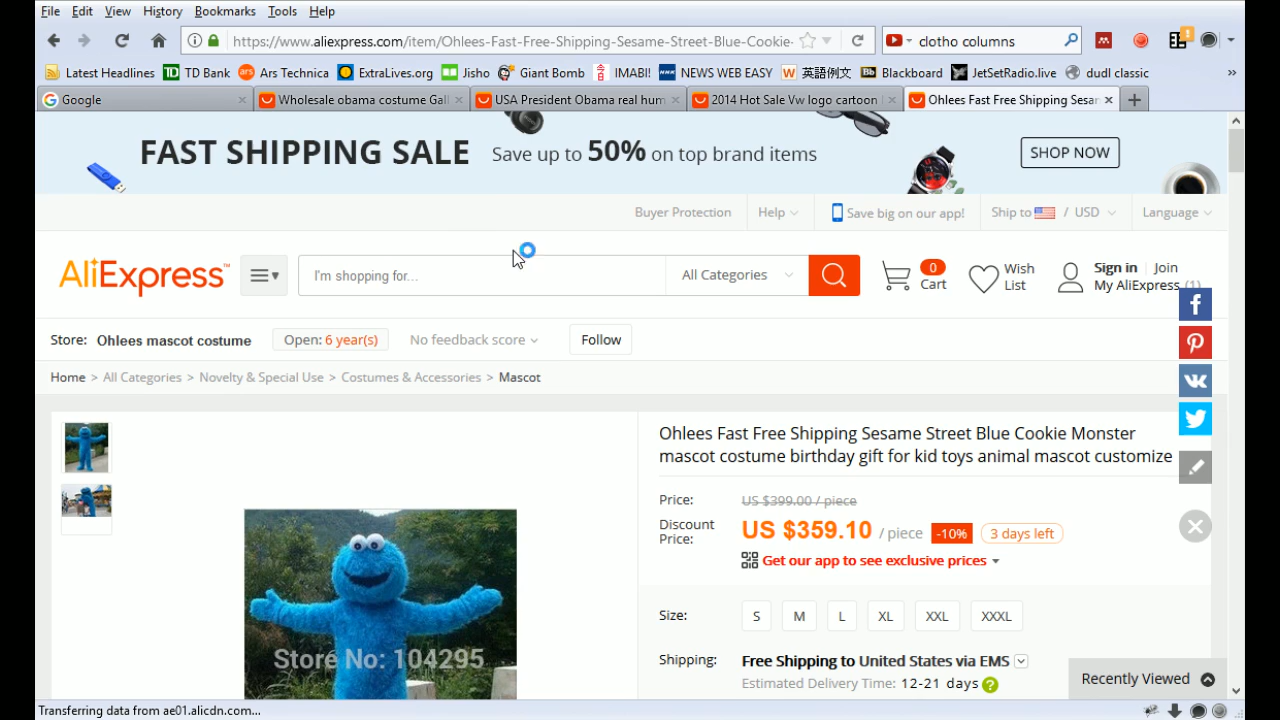 File Edit View History Bookmarks Tools Help
https://www.aliexpress.com/item/Ohlees-Fast-Free-Shipping-Sesame-Street-Blue-Cookie- clotho columns
Latest Headlines TD Bank Ars Technica ExtraLives.org Jisho Giant Bomb IMABI! NEWS WEB EASY 英語例文 Blackboard JetSetRadio.live dudl classic »
Google Wholesale obama costume Gall USA President Obama real hum 2014 Hot Sale Vw logo cartoon Ohlees Fast Free Shipping Sesar
FAST SHIPPING SALE Save up to 50% on top brand items SHOP NOW
Buyer Protection Help Save big on our app! Ship to / USD Language
AliExpress™ I'm shopping for... All Categories 0 Cart Wish List Sign in Join My AliExpress (1)
Store: Ohlees mascot costume Open: 6 year(s) No feedback score Follow
Home > All Categories > Novelty & Special Use > Costumes & Accessories > Mascot
Ohlees Fast Free Shipping Sesame Street Blue Cookie Monster
mascot costume birthday gift for kid toys animal mascot customize
Price: US $399.00 / piece
Discount Price: US $359.10 / piece -10% 3 days left
Get our app to see exclusive prices
Size: S M L XL XXL XXXL
Store No: 104295
Shipping: Free Shipping to United States via EMS
Estimated Delivery Time: 12-21 days
Recently Viewed
Transferring data from ae01.alicdn.com...